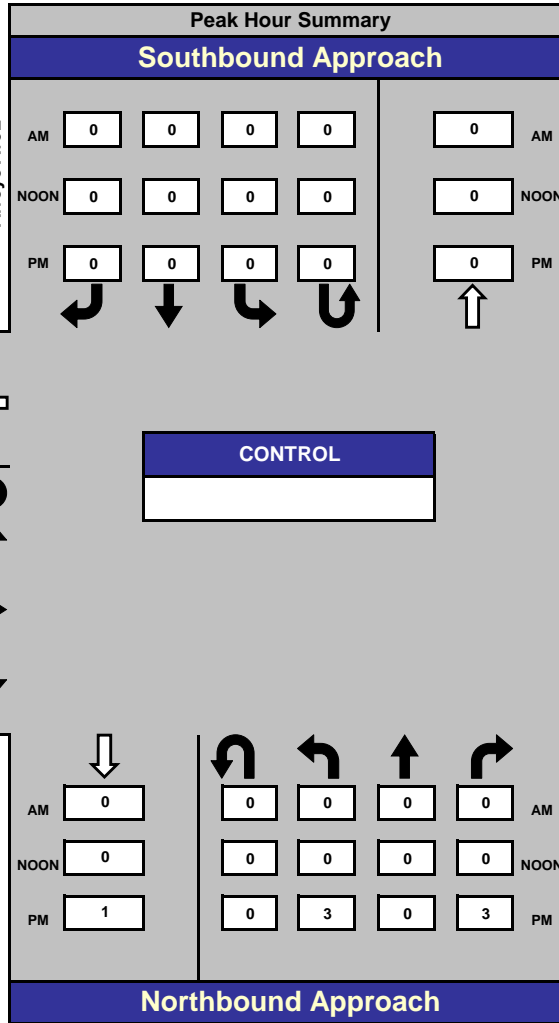 Peak Hour Summary
Southbound Approach
AM 0 0 0 0 0 AM
NOON 0 0 0 0 0 NOON
PM 0 0 0 0 0 PM
CONTROL
AM 0 0 0 0 0 AM
NOON 0 0 0 0 0 NOON
PM 1 0 3 0 3 PM
Northbound Approach